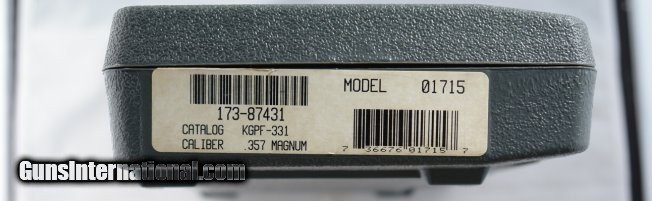 MODEL 01715
173-87431
CATALOG KGPF-331
CALIBER .357 MAGNUM
7 36676 01715 7
GunsInternational.com